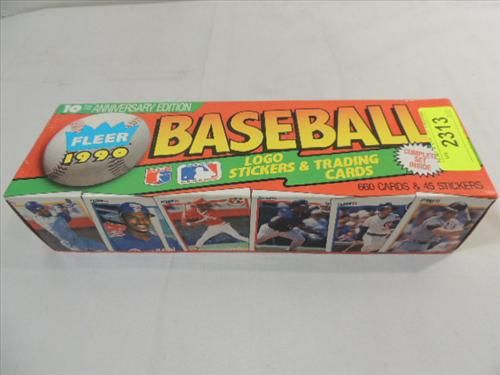 10TH ANNIVERSARY EDITION
FLEER
1990
BASEBALL
LOGO
STICKERS & TRADING
CARDS
COMPLETE
SET
INSIDE
660 CARDS & 45 STICKERS
2313